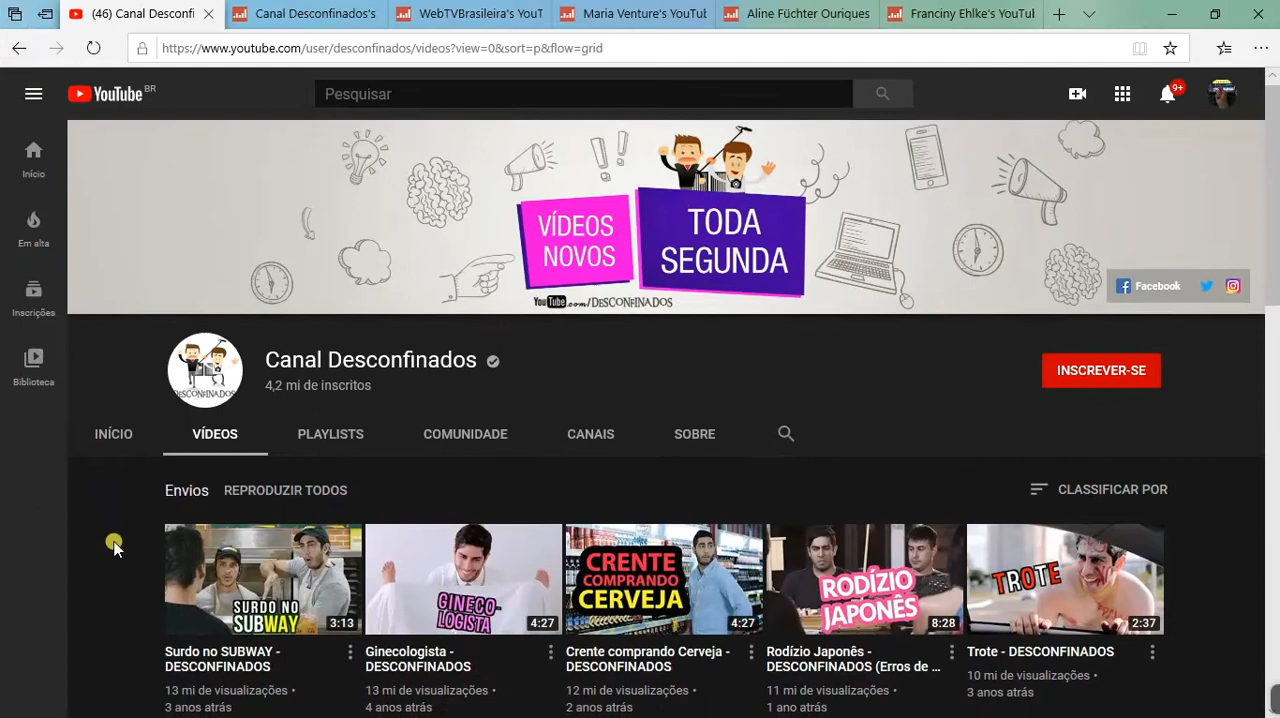 (46) Canal Desconfi
Canal Desconfinados's
WebTVBrasileira's YouT
Maria Venture's YouTub
Aline Füchter Ouriques
Franciny Ehlke's YouTub
https://www.youtube.com/user/desconfinados/videos?view=0&sort=p&flow=grid
YouTube BR
Pesquisar
9+
Início
Em alta
Inscrições
Biblioteca
VÍDEOS
NOVOS
TODA
SEGUNDA
YouTube.com/DESCONFINADOS
Facebook
DESCONFINADOS
Canal Desconfinados
4,2 mi de inscritos
INSCREVER-SE
INÍCIO
VÍDEOS
PLAYLISTS
COMUNIDADE
CANAIS
SOBRE
Envios
REPRODUZIR TODOS
CLASSIFICAR POR
SURDO NO
SUBWAY
3:13
GINECO-
LOGISTA
4:27
CRENTE
COMPRANDO
CERVEJA
4:27
RODÍZIO
JAPONÊS
8:28
TROTE
2:37
Surdo no SUBWAY -
DESCONFINADOS
13 mi de visualizações •
3 anos atrás
Ginecologista -
DESCONFINADOS
13 mi de visualizações •
4 anos atrás
Crente comprando Cerveja -
DESCONFINADOS
12 mi de visualizações •
2 anos atrás
Rodízio Japonês -
DESCONFINADOS (Erros de ...
11 mi de visualizações •
1 ano atrás
Trote - DESCONFINADOS
10 mi de visualizações •
3 anos atrás